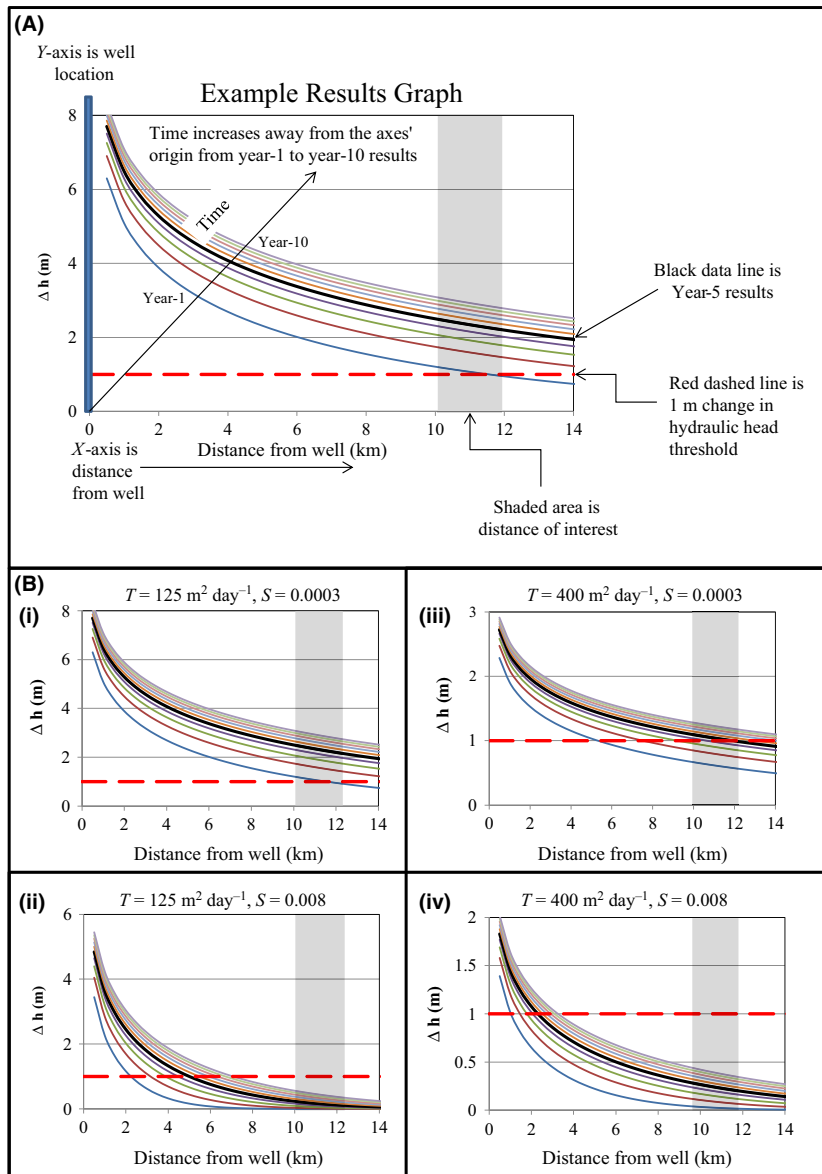 (A)
Y-axis is well
location
Example Results Graph
Time increases away from the axes'
origin from year-1 to year-10 results
Time
Year-10
Year-1
Black data line is
Year-5 results
Red dashed line is
1 m change in
hydraulic head
threshold
Δ h (m)
8
6
4
2
0
0 2 4 6 8 10 12 14
Distance from well (km)
X-axis is
distance
from well
Shaded area is
distance of interest
(B)
(i)
T = 125 m² day⁻¹, S = 0.0003
Δ h (m)
8
6
4
2
0
0 2 4 6 8 10 12 14
Distance from well (km)
(iii)
T = 400 m² day⁻¹, S = 0.0003
Δ h (m)
3
2
1
0
0 2 4 6 8 10 12 14
Distance from well (km)
(ii)
T = 125 m² day⁻¹, S = 0.008
Δ h (m)
6
4
2
0
0 2 4 6 8 10 12 14
Distance from well (km)
(iv)
T = 400 m² day⁻¹, S = 0.008
Δ h (m)
2
1.5
1
0.5
0
0 2 4 6 8 10 12 14
Distance from well (km)